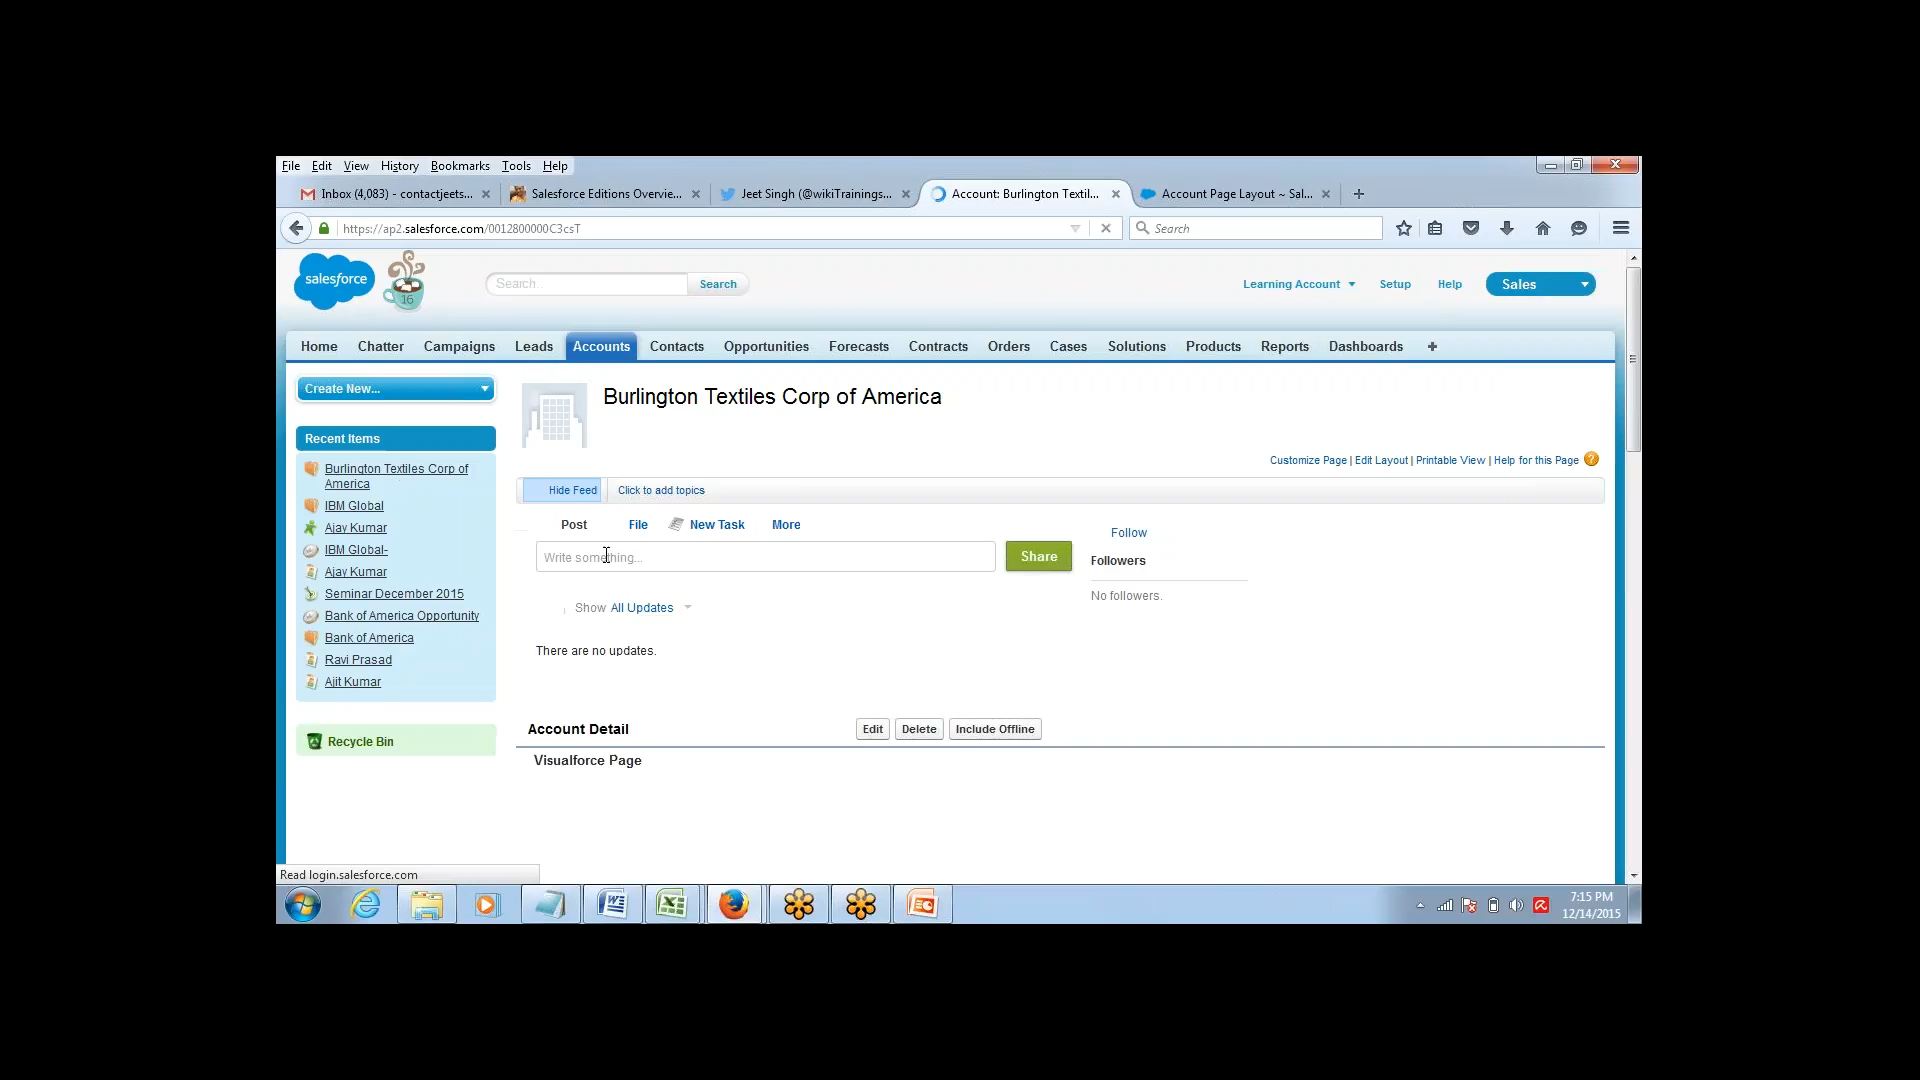 File Edit View History Bookmarks Tools Help
Inbox (4,083) - contactjeets...
Salesforce Editions Overvie...
Jeet Singh (@wikiTrainings...
Account: Burlington Textil...
Account Page Layout ~ Sal...
https://ap2.salesforce.com/0012800000C3csT
Search
salesforce
16
Search...
Search
Learning Account
Setup
Help
Sales
Home Chatter Campaigns Leads Accounts Contacts Opportunities Forecasts Contracts Orders Cases Solutions Products Reports Dashboards +
Create New...
Recent Items
Burlington Textiles Corp of
America
IBM Global
Ajay Kumar
IBM Global-
Ajay Kumar
Seminar December 2015
Bank of America Opportunity
Bank of America
Ravi Prasad
Ajit Kumar
Recycle Bin
Burlington Textiles Corp of America
Customize Page | Edit Layout | Printable View | Help for this Page ?
Hide Feed
Click to add topics
Post File New Task More
Write something...
Share
Follow
Followers
No followers.
Show All Updates
There are no updates.
Account Detail
Edit Delete Include Offline
Visualforce Page
Read login.salesforce.com
7:15 PM
12/14/2015